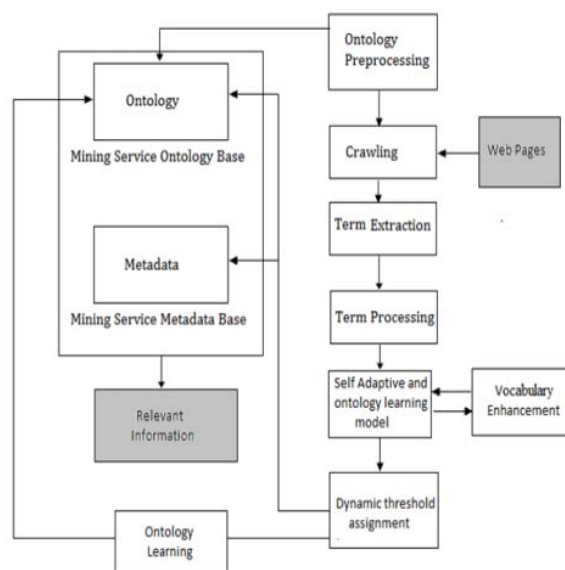 Ontology
Preprocessing
Ontology
Mining Service Ontology Base
Crawling
Web Pages
Term Extraction
Metadata
Mining Service Metadata Base
Term Processing
Self Adaptive and
ontology learning
model
Vocabulary
Enhancement
Relevant
Information
Dynamic threshold
assignment
Ontology
Learning